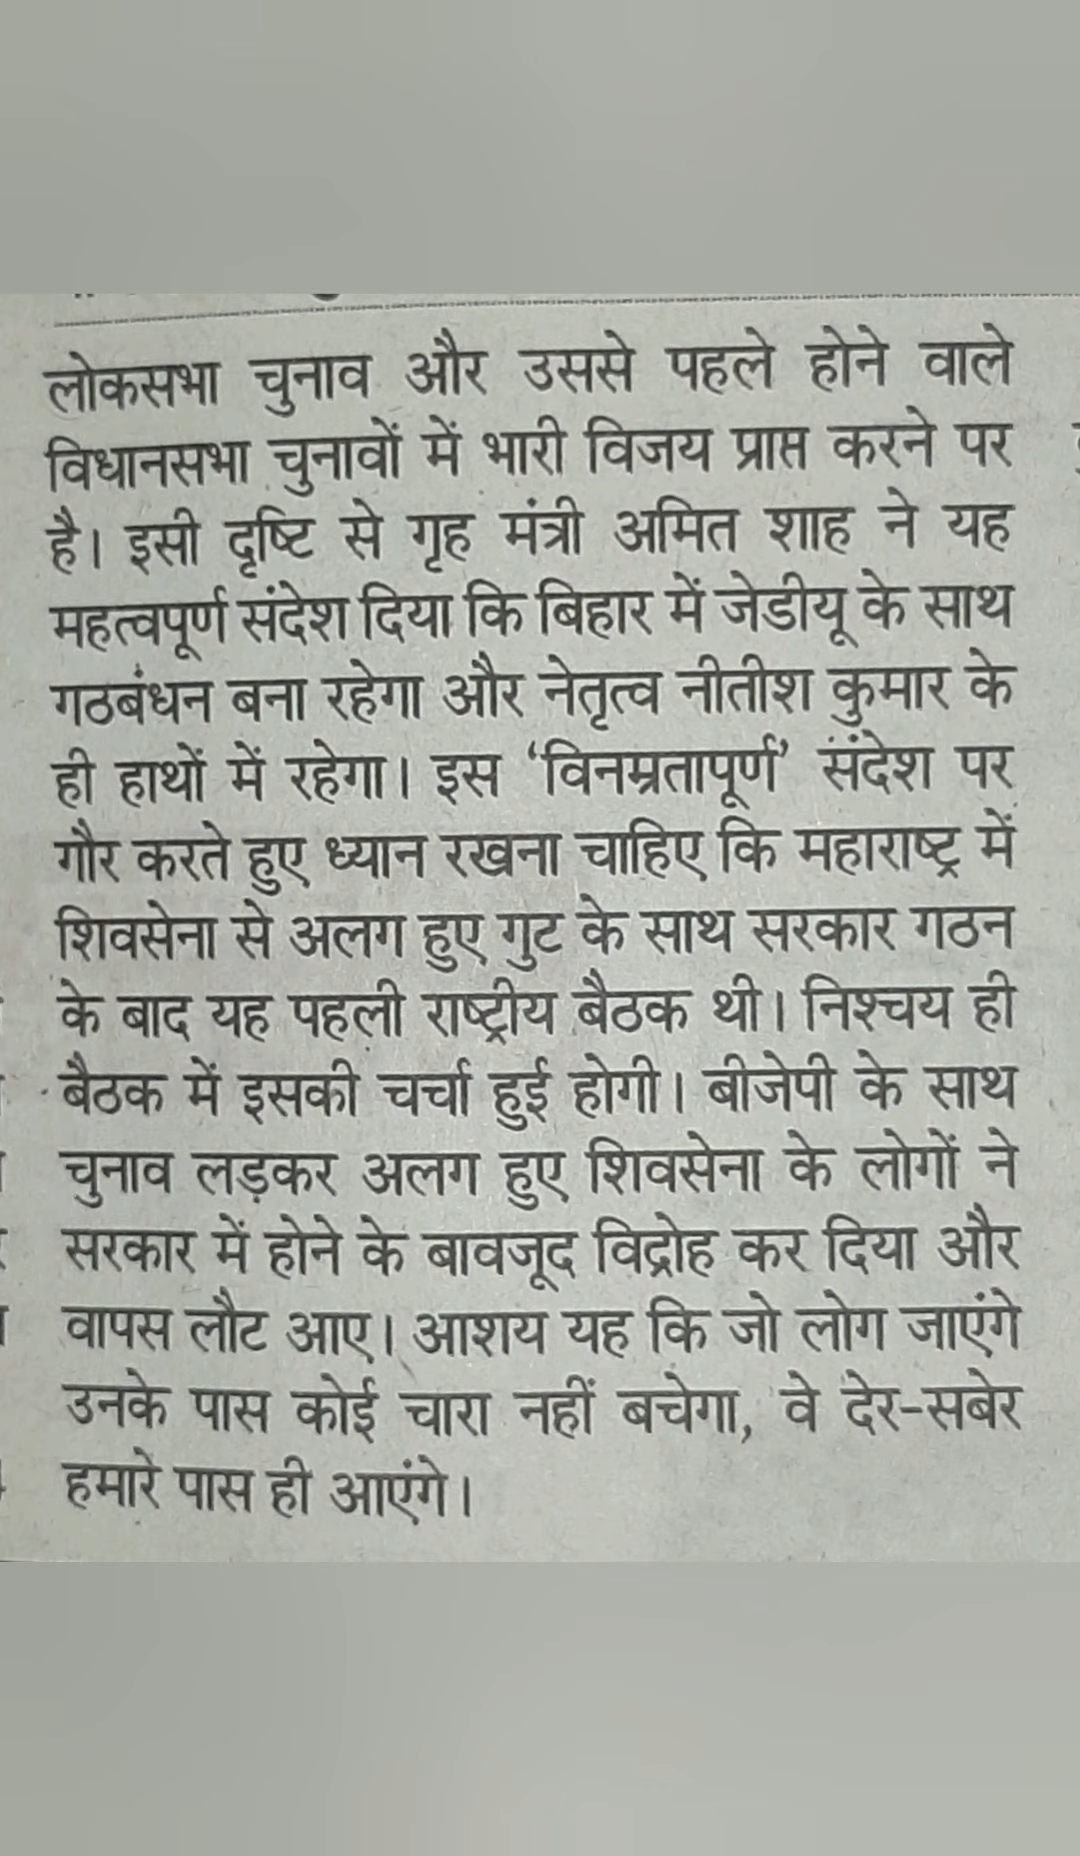 लोकसभा चुनाव और उससे पहले होने वाले
विधानसभा चुनावों में भारी विजय प्राप्त करने पर
है। इसी दृष्टि से गृह मंत्री अमित शाह ने यह
महत्वपूर्ण संदेश दिया कि बिहार में जेडीयू के साथ
गठबंधन बना रहेगा और नेतृत्व नीतीश कुमार के
ही हाथों में रहेगा। इस ‘विनम्रतापूर्ण’ संदेश पर
गौर करते हुए ध्यान रखना चाहिए कि महाराष्ट्र में
शिवसेना से अलग हुए गुट के साथ सरकार गठन
के बाद यह पहली राष्ट्रीय बैठक थी। निश्चय ही
बैठक में इसकी चर्चा हुई होगी। बीजेपी के साथ
चुनाव लड़कर अलग हुए शिवसेना के लोगों ने
सरकार में होने के बावजूद विद्रोह कर दिया और
वापस लौट आए। आशय यह कि जो लोग जाएंगे
उनके पास कोई चारा नहीं बचेगा, वे देर-सबेर
हमारे पास ही आएंगे।